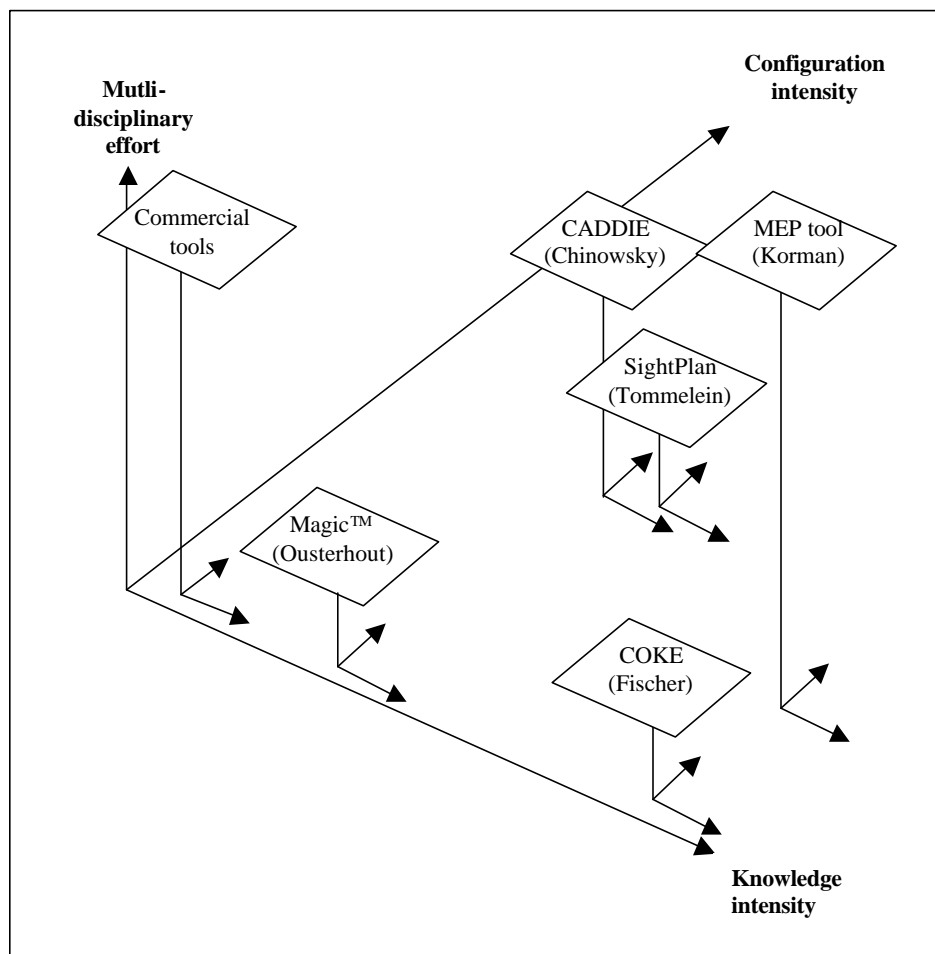 Mutli-
disciplinary
effort
Configuration
intensity
Commercial
tools
CADDIE
(Chinowsky)
MEP tool
(Korman)
SightPlan
(Tommelein)
Magic™
(Ousterhout)
COKE
(Fischer)
Knowledge
intensity